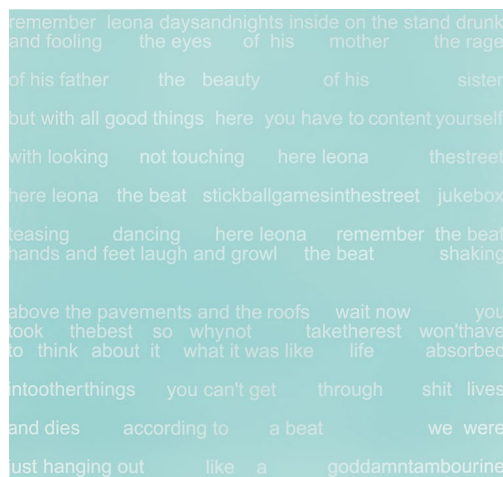 remember leona daysandnights inside on the stand drunk
and fooling the eyes of his mother the rage
of his father the beauty of his sister
but with all good things here you have to content yourself
with looking not touching here leona thestreet
here leona the beat stickballgamesinthestreet jukebox
teasing dancing here leona remember the beat
hands and feet laugh and growl the beat shaking
above the pavements and the roofs wait now you
took thebest so whynot taketherest won'thave
to think about it what it was like life absorbed
intootherthings you can't get through shit lives
and dies according to a beat we were
just hanging out like a goddamntambourine